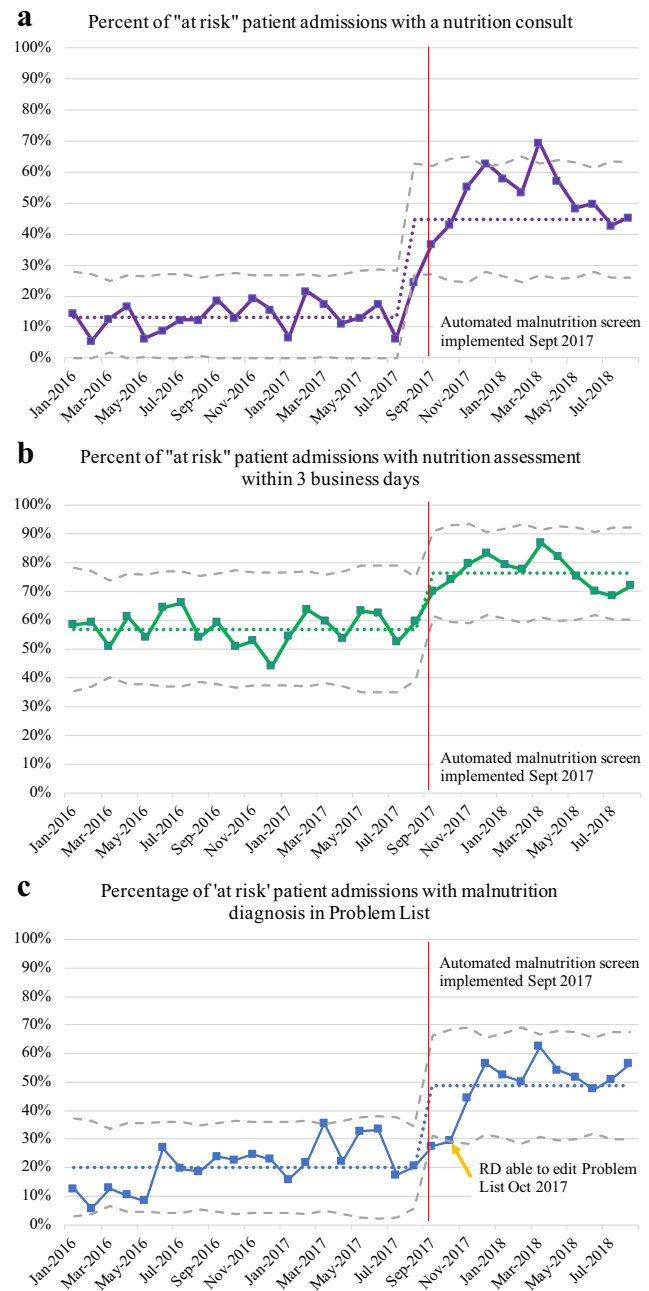 a
Percent of "at risk" patient admissions with a nutrition consult
100%
90%
80%
70%
60%
50%
40%
30%
20%
10%
0%
Automated malnutrition screen
implemented Sept 2017
Jan-2016
Mar-2016
May-2016
Jul-2016
Sep-2016
Nov-2016
Jan-2017
Mar-2017
May-2017
Jul-2017
Sep-2017
Nov-2017
Jan-2018
Mar-2018
May-2018
Jul-2018
b
Percent of "at risk" patient admissions with nutrition assessment
within 3 business days
100%
90%
80%
70%
60%
50%
40%
30%
20%
10%
0%
Automated malnutrition screen
implemented Sept 2017
Jan-2016
Mar-2016
May-2016
Jul-2016
Sep-2016
Nov-2016
Jan-2017
Mar-2017
May-2017
Jul-2017
Sep-2017
Nov-2017
Jan-2018
Mar-2018
May-2018
Jul-2018
c
Percentage of 'at risk' patient admissions with malnutrition
diagnosis in Problem List
100%
90%
80%
70%
60%
50%
40%
30%
20%
10%
0%
Automated malnutrition screen
implemented Sept 2017
RD able to edit Problem
List Oct 2017
Jan-2016
Mar-2016
May-2016
Jul-2016
Sep-2016
Nov-2016
Jan-2017
Mar-2017
May-2017
Jul-2017
Sep-2017
Nov-2017
Jan-2018
Mar-2018
May-2018
Jul-2018